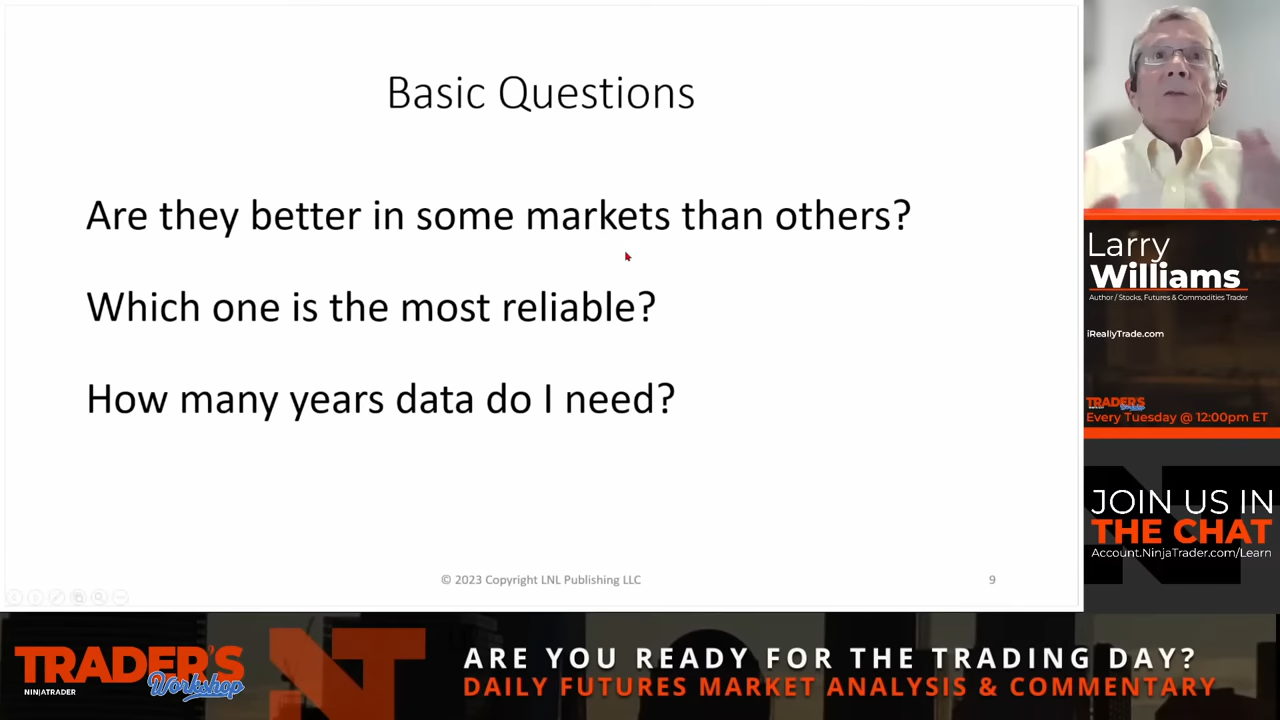 Basic Questions
Are they better in some markets than others?
Which one is the most reliable?
How many years data do I need?
© 2023 Copyright LNL Publishing LLC
9
Larry
Williams
Author / Stocks, Futures & Commodities Trader
iReallyTrade.com
TRADER'S
Workshop
Every Tuesday @ 12:00pm ET
JOIN US IN
THE CHAT
Account.NinjaTrader.com/Learn
TRADER'S
Workshop
NINJATRADER
NT
ARE YOU READY FOR THE TRADING DAY?
DAILY FUTURES MARKET ANALYSIS & COMMENTARY